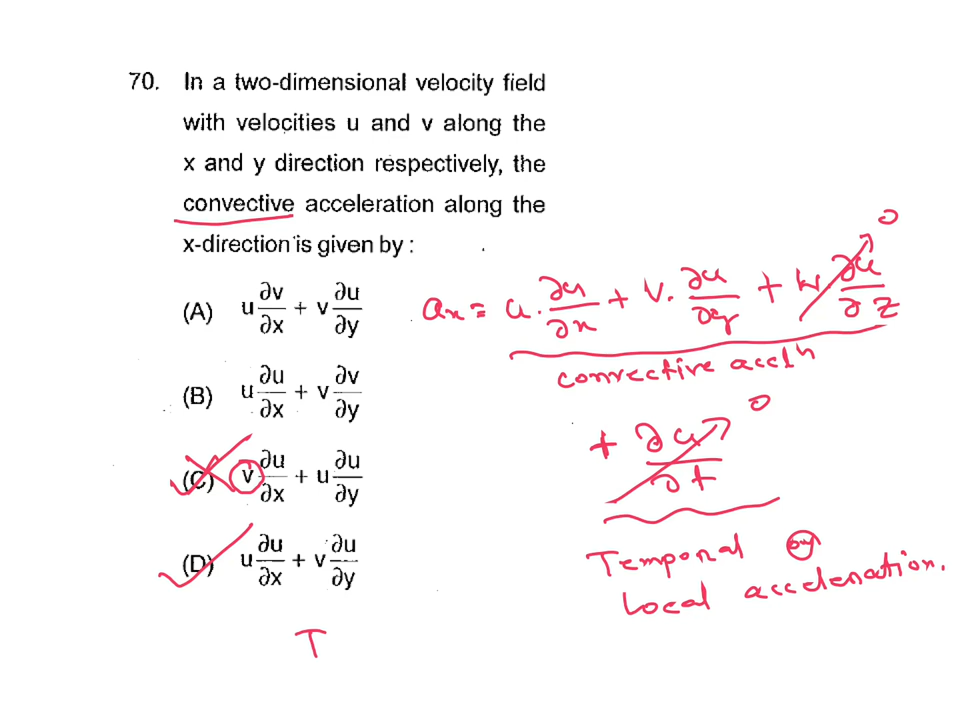 70. In a two-dimensional velocity field
with velocities u and v along the
x and y direction respectively, the
convective acceleration along the
x-direction is given by :
(A) u ∂v/∂x + v ∂u/∂y
(B) u ∂u/∂x + v ∂v/∂y
(C) v ∂u/∂x + u ∂u/∂y
(D) u ∂u/∂x + v ∂u/∂y
ax = u. ∂u/∂x + v. ∂u/∂y + w ∂u/∂z 0
convective accln
+ ∂u/∂t 0
Temporal or
Local acceleration.
T